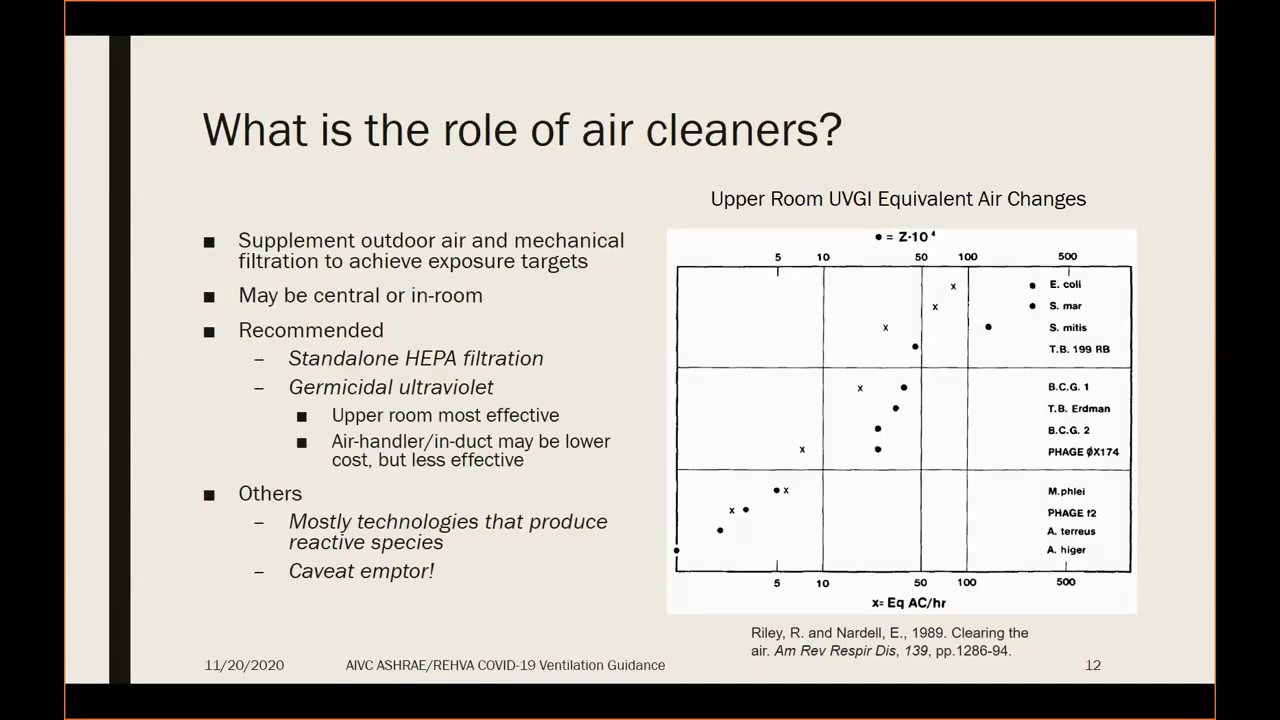 What is the role of air cleaners?
■ Supplement outdoor air and mechanical
filtration to achieve exposure targets
■ May be central or in-room
■ Recommended
– Standalone HEPA filtration
– Germicidal ultraviolet
■ Upper room most effective
■ Air-handler/in-duct may be lower
cost, but less effective
■ Others
– Mostly technologies that produce
reactive species
– Caveat emptor!
Upper Room UVGI Equivalent Air Changes
● = Z·10⁴
5 10 50 100 500
E. coli
S. mar
S. mitis
T.B. 199 RB
B.C.G. 1
T.B. Erdman
B.C.G. 2
PHAGE ϕX174
M.phlei
PHAGE f2
A. terreus
A. higer
5 10 50 100 500
x= Eq AC/hr
Riley, R. and Nardell, E., 1989. Clearing the
air. Am Rev Respir Dis, 139, pp.1286-94.
11/20/2020 AIVC ASHRAE/REHVA COVID-19 Ventilation Guidance 12